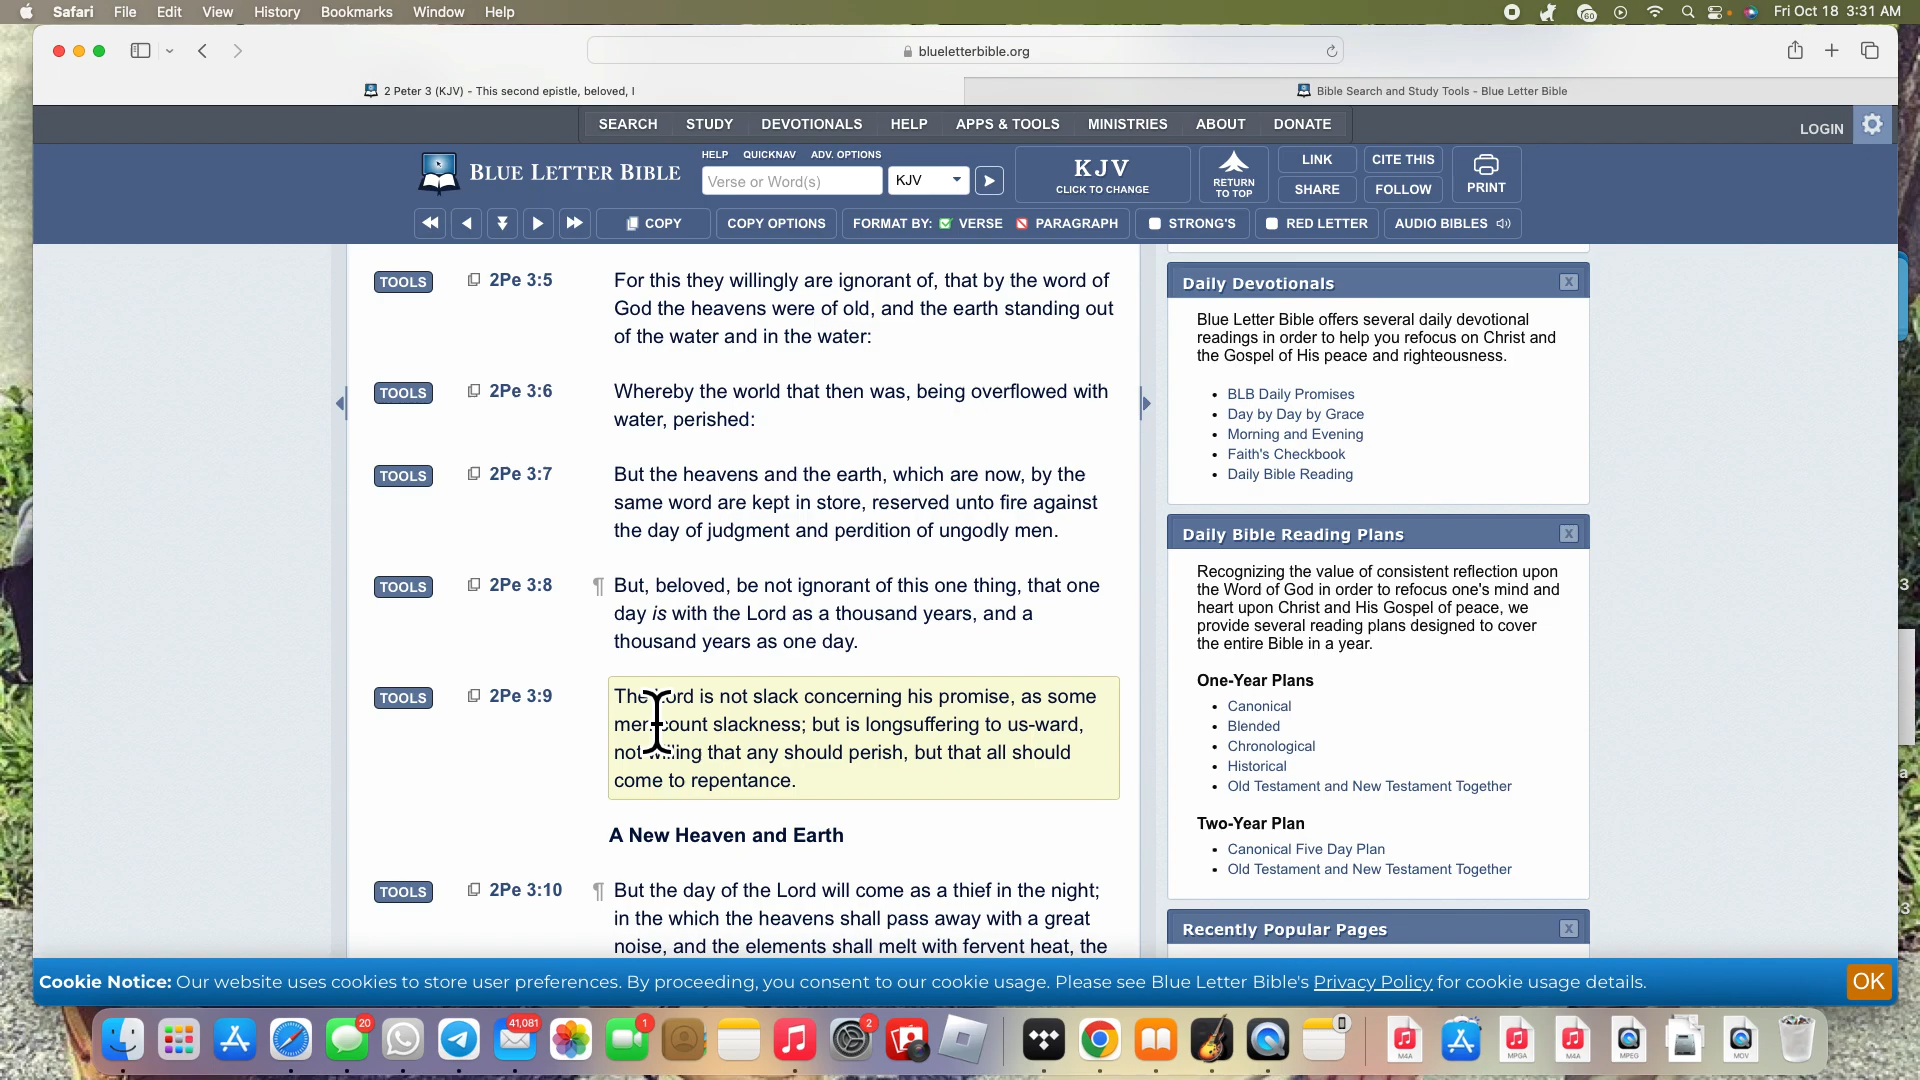 Safari File Edit View History Bookmarks Window Help
60
Fri Oct 18 3:31 AM
blueletterbible.org
2 Peter 3 (KJV) - This second epistle, beloved, I
Bible Search and Study Tools - Blue Letter Bible
SEARCH STUDY DEVOTIONALS HELP APPS & TOOLS MINISTRIES ABOUT DONATE
LOGIN
BLUE LETTER BIBLE
HELP QUICKNAV ADV. OPTIONS
Verse or Word(s)
KJV
KJV
CLICK TO CHANGE
RETURN
TO TOP
LINK
CITE THIS
SHARE
FOLLOW
PRINT
COPY
COPY OPTIONS
FORMAT BY: VERSE PARAGRAPH
STRONG'S
RED LETTER
AUDIO BIBLES
TOOLS
2Pe 3:5
For this they willingly are ignorant of, that by the word of
God the heavens were of old, and the earth standing out
of the water and in the water:
TOOLS
2Pe 3:6
Whereby the world that then was, being overflowed with
water, perished:
TOOLS
2Pe 3:7
But the heavens and the earth, which are now, by the
same word are kept in store, reserved unto fire against
the day of judgment and perdition of ungodly men.
TOOLS
2Pe 3:8
¶ But, beloved, be not ignorant of this one thing, that one
day is with the Lord as a thousand years, and a
thousand years as one day.
TOOLS
2Pe 3:9
The Lord is not slack concerning his promise, as some
men count slackness; but is longsuffering to us-ward,
not willing that any should perish, but that all should
come to repentance.
A New Heaven and Earth
TOOLS
2Pe 3:10
¶ But the day of the Lord will come as a thief in the night;
in the which the heavens shall pass away with a great
noise, and the elements shall melt with fervent heat, the
Daily Devotionals
X
Blue Letter Bible offers several daily devotional
readings in order to help you refocus on Christ and
the Gospel of His peace and righteousness.
• BLB Daily Promises
• Day by Day by Grace
• Morning and Evening
• Faith's Checkbook
• Daily Bible Reading
Daily Bible Reading Plans
X
Recognizing the value of consistent reflection upon
the Word of God in order to refocus one's mind and
heart upon Christ and His Gospel of peace, we
provide several reading plans designed to cover
the entire Bible in a year.
One-Year Plans
• Canonical
• Blended
• Chronological
• Historical
• Old Testament and New Testament Together
Two-Year Plan
• Canonical Five Day Plan
• Old Testament and New Testament Together
Recently Popular Pages
X
Cookie Notice: Our website uses cookies to store user preferences. By proceeding, you consent to our cookie usage. Please see Blue Letter Bible's Privacy Policy for cookie usage details.
OK
20
41,081
1
2
M4A
MPGA
M4A
MPEG
MOV